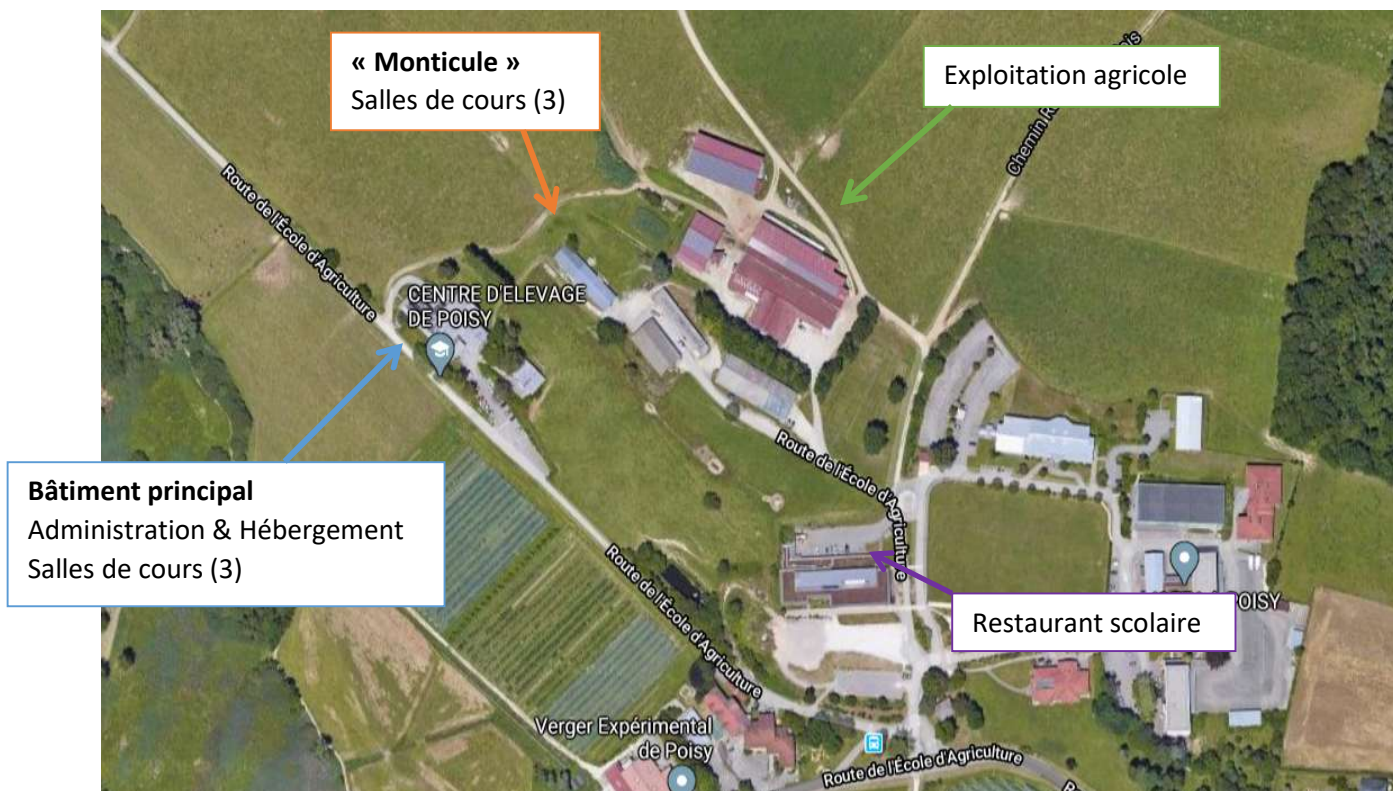 « Monticule »
Salles de cours (3)
Exploitation agricole
Route de l'École d'Agriculture
CENTRE D'ELEVAGE
DE POISY
Bâtiment principal
Administration & Hébergement
Salles de cours (3)
Route de l'École d'Agriculture
Route de l'École d'Agriculture
Restaurant scolaire
POISY
Verger Expérimental
de Poisy
Route de l'École d'Agriculture